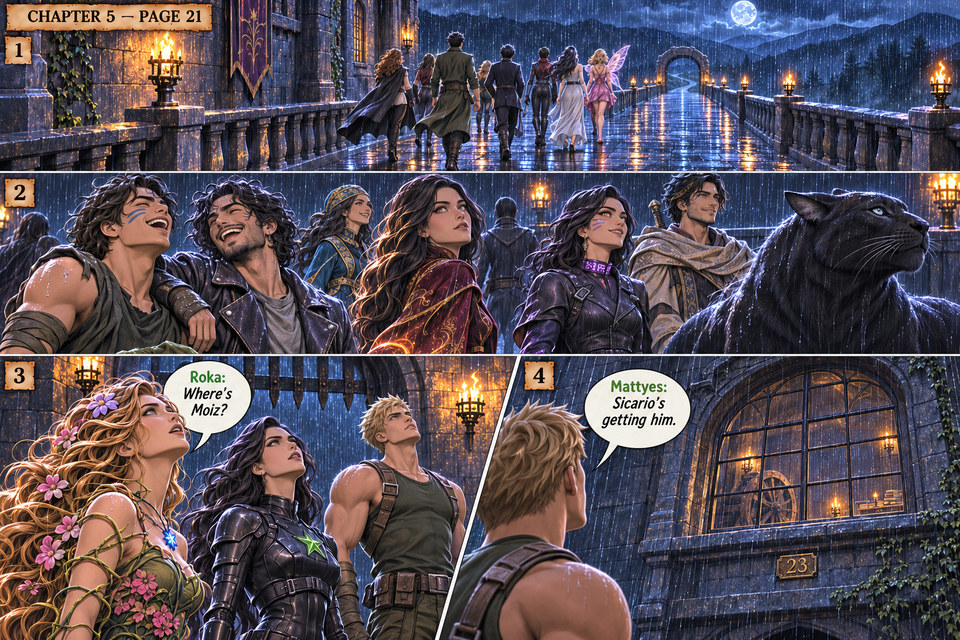 CHAPTER 5 — PAGE 21
1
2
3
Roka:
Where's
Moiz?
4
Mattyes:
Sicario's
getting him.
23